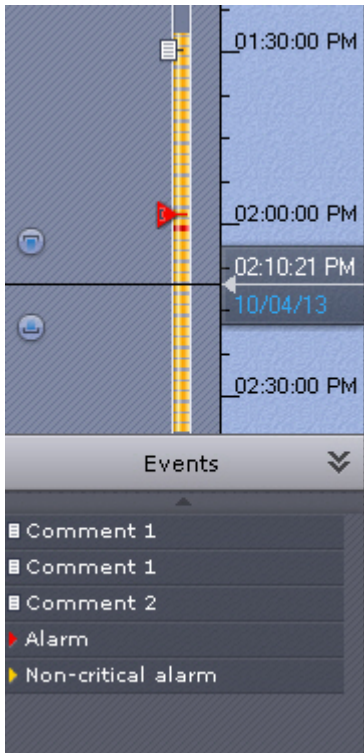 01:30:00 PM
02:00:00 PM
02:10:21 PM
10/04/13
02:30:00 PM
Events
Comment 1
Comment 1
Comment 2
Alarm
Non-critical alarm